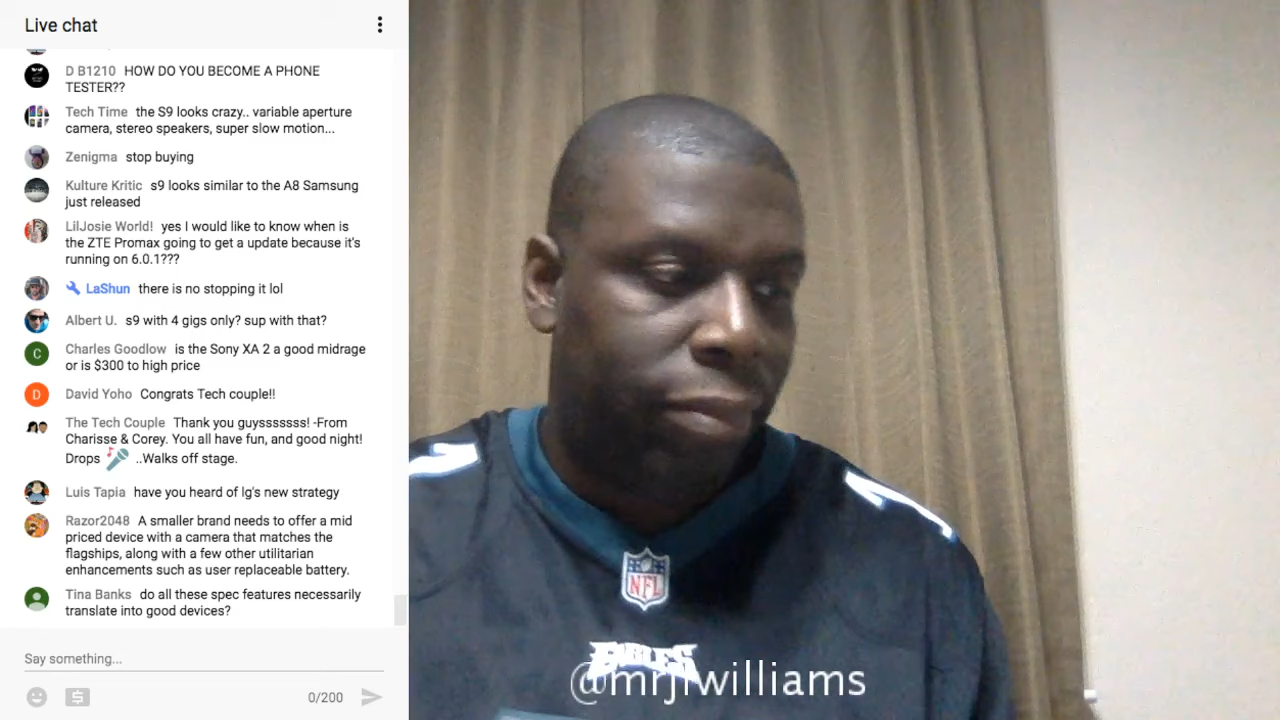 Live chat
D B1210 HOW DO YOU BECOME A PHONE
TESTER??
Tech Time the S9 looks crazy.. variable aperture
camera, stereo speakers, super slow motion...
Zenigma stop buying
Kulture Kritic s9 looks similar to the A8 Samsung
just released
LilJosie World! yes I would like to know when is
the ZTE Promax going to get a update because it's
running on 6.0.1???
LaShun there is no stopping it lol
Albert U. s9 with 4 gigs only? sup with that?
Charles Goodlow is the Sony XA 2 a good midrage
or is $300 to high price
David Yoho Congrats Tech couple!!
The Tech Couple Thank you guysssssss! -From
Charisse & Corey. You all have fun, and good night!
Drops ..Walks off stage.
Luis Tapia have you heard of lg's new strategy
Razor2048 A smaller brand needs to offer a mid
priced device with a camera that matches the
flagships, along with a few other utilitarian
enhancements such as user replaceable battery.
Tina Banks do all these spec features necessarily
translate into good devices?
Say something...
0/200
C
D
$
NFL
EAGLES
@mrjrwilliams